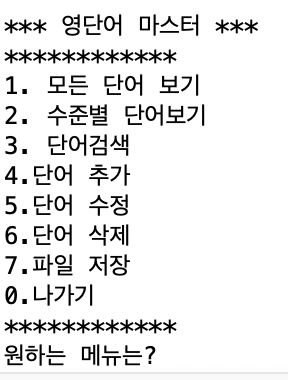 *** 영단어 마스터 ***
************
1. 모든 단어 보기
2. 수준별 단어보기
3. 단어검색
4.단어 추가
5.단어 수정
6.단어 삭제
7.파일 저장
0.나가기
************
원하는 메뉴는?